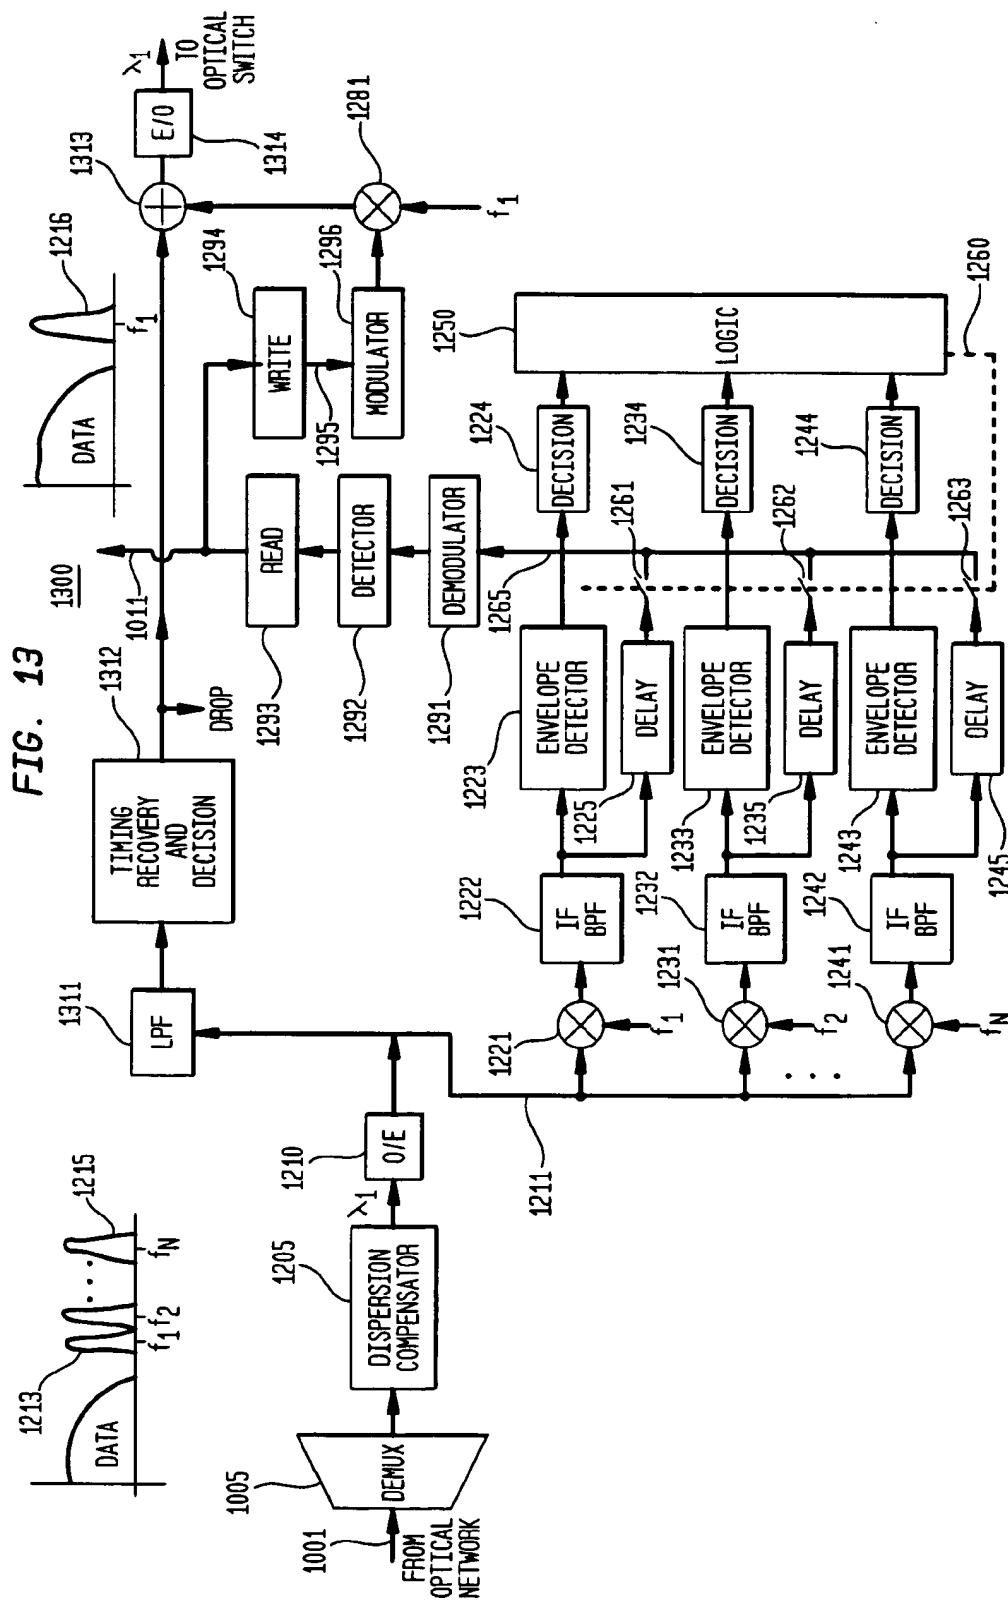 FIG. 13
1300
DATA
1213
1215
f1 f2 . . . fN
DATA
1216
f1
1001
FROM
OPTICAL
NETWORK
1005
DEMUX
1205
DISPERSION
COMPENSATOR
λ1
1210
O/E
1211
1311
LPF
1312
TIMING
RECOVERY
AND
DECISION
DROP
1011
1313
E/O
1314
λ1
TO
OPTICAL
SWITCH
1293
READ
1292
DETECTOR
1291
DEMODULATOR
1265
1294
WRITE
1295
1296
MODULATOR
1281
f1
1221
f1
1222
IF
BPF
1223
ENVELOPE
DETECTOR
1225
DELAY
1261
1224
DECISION
1231
f2
1232
IF
BPF
1233
ENVELOPE
DETECTOR
1235
DELAY
1262
1234
DECISION
. . .
1241
fN
1242
IF
BPF
1243
ENVELOPE
DETECTOR
1245
DELAY
1263
1244
DECISION
1250
LOGIC
1260